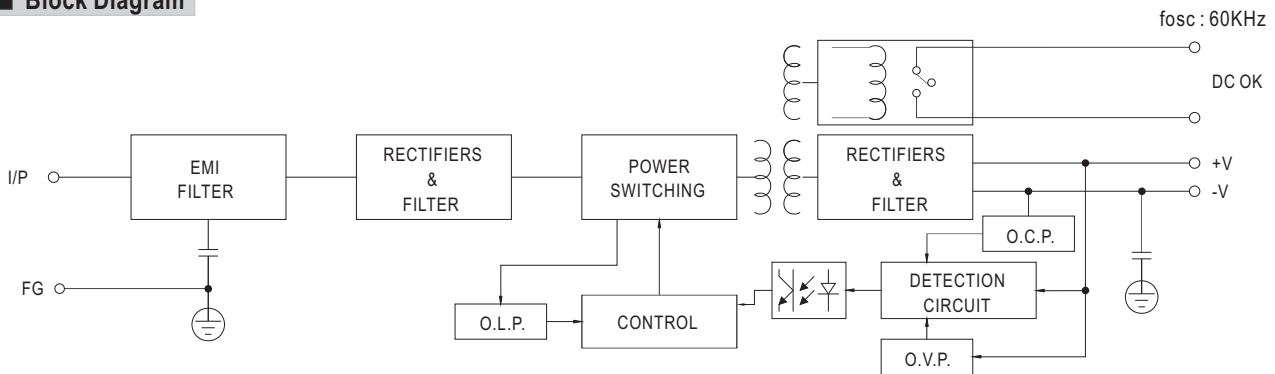 ■ Block Diagram
fosc : 60KHz
DC OK
I/P
EMI
FILTER
RECTIFIERS
&
FILTER
POWER
SWITCHING
RECTIFIERS
&
FILTER
+V
-V
O.C.P.
FG
O.L.P.
CONTROL
DETECTION
CIRCUIT
O.V.P.